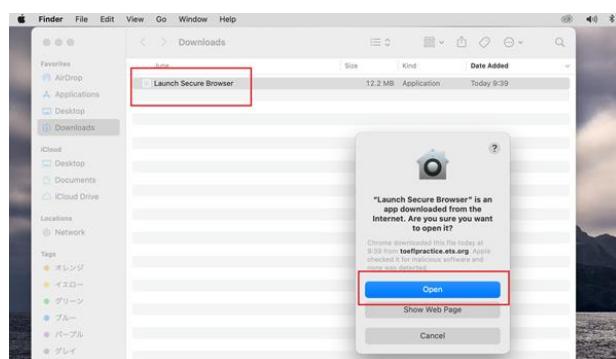 Finder File Edit View Go Window Help
Downloads
Favorites
AirDrop
Applications
Desktop
Downloads
iCloud
Desktop
Documents
iCloud Drive
Locations
Network
Tags
オレンジ
イエロー
グリーン
ブルー
パープル
グレイ
Size Kind Date Added
Launch Secure Browser 12.2 MB Application Today 9:39
?
"Launch Secure Browser" is an
app downloaded from the
Internet. Are you sure you want
to open it?
Chrome downloaded this file today at
9:39 from toeflpractice.ets.org. Apple
checked it for malicious software and
none was detected.
Open
Show Web Page
Cancel